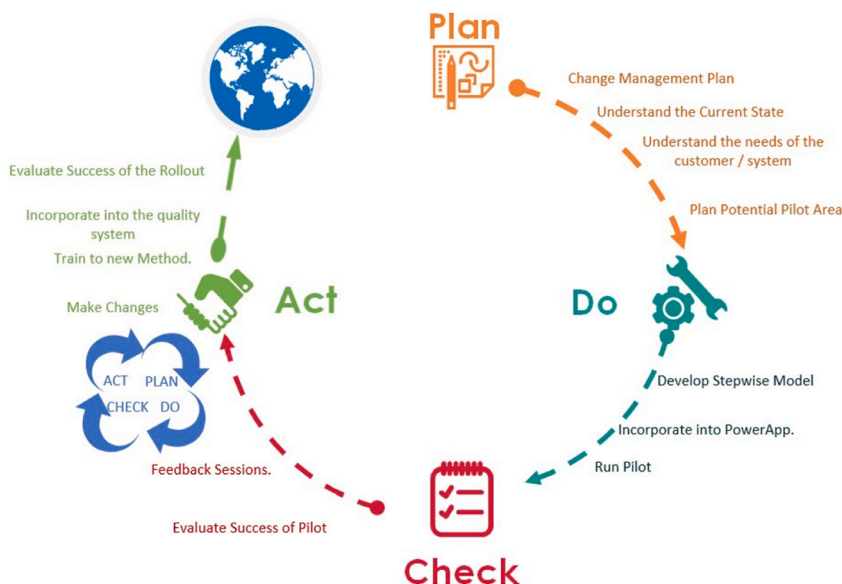 Plan
Change Management Plan
Understand the Current State
Understand the needs of the
customer / system
Plan Potential Pilot Area
Do
Develop Stepwise Model
Incorporate into PowerApp.
Run Pilot
Check
Evaluate Success of Pilot
Feedback Sessions.
ACT PLAN
CHECK DO
Act
Make Changes
Train to new Method.
Incorporate into the quality
system
Evaluate Success of the Rollout